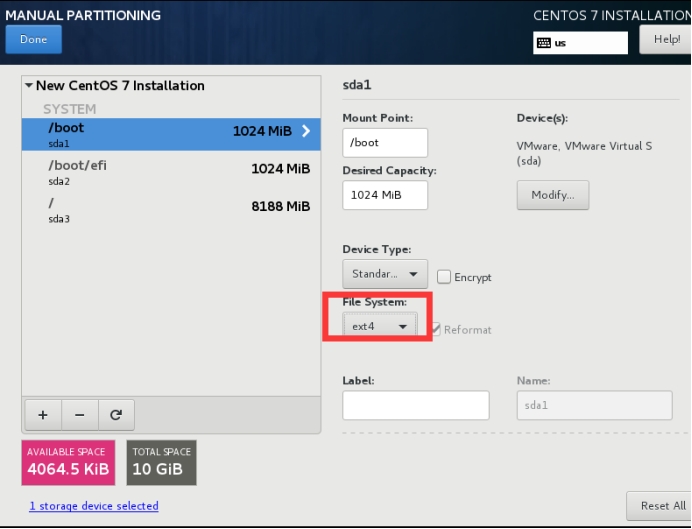 MANUAL PARTITIONING
CENTOS 7 INSTALLATION
Done
us
Help!
New CentOS 7 Installation
SYSTEM
/boot
1024 MiB
sda1
/boot/efi
1024 MiB
sda2
/
8188 MiB
sda3
sda1
Mount Point:
Device(s):
/boot
VMware, VMware Virtual S
(sda)
Desired Capacity:
1024 MiB
Modify...
Device Type:
Standar...
Encrypt
File System:
ext4
Reformat
Label:
Name:
sda1
+
-
AVAILABLE SPACE
4064.5 KiB
TOTAL SPACE
10 GiB
1 storage device selected
Reset All